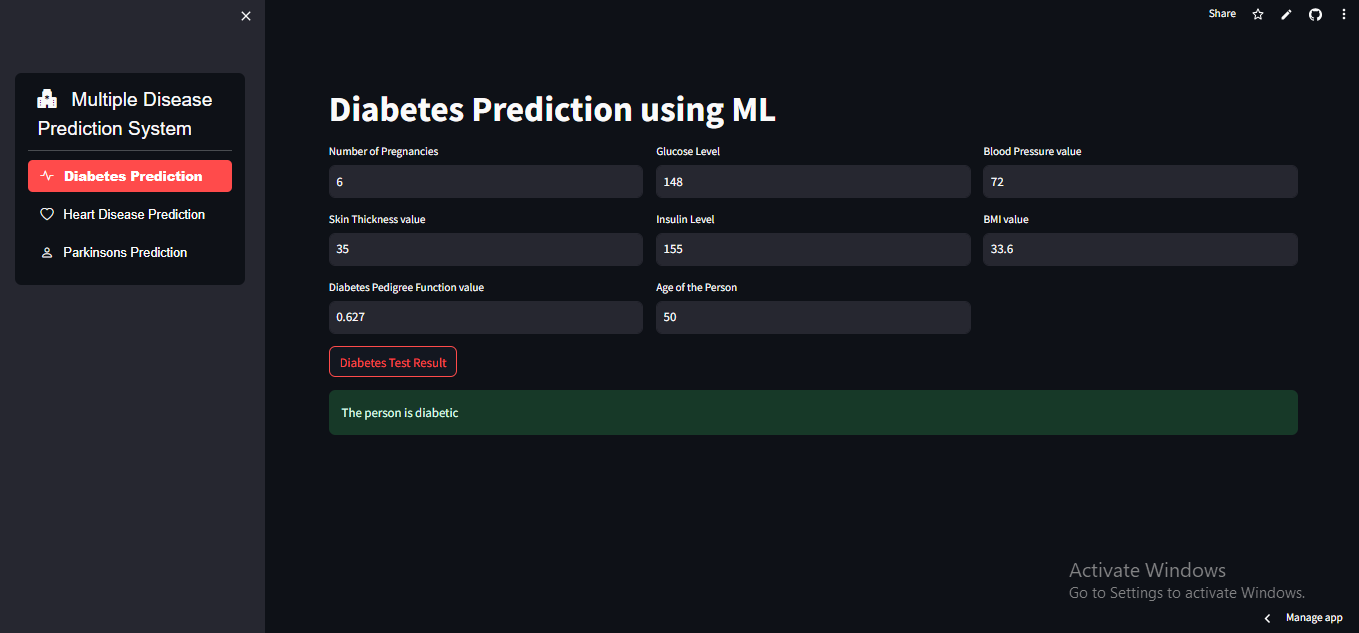 Share
Multiple Disease
Prediction System
Diabetes Prediction
Heart Disease Prediction
Parkinsons Prediction
Diabetes Prediction using ML
Number of Pregnancies
Glucose Level
Blood Pressure value
6
148
72
Skin Thickness value
Insulin Level
BMI value
35
155
33.6
Diabetes Pedigree Function value
Age of the Person
0.627
50
Diabetes Test Result
The person is diabetic
Activate Windows
Go to Settings to activate Windows.
Manage app